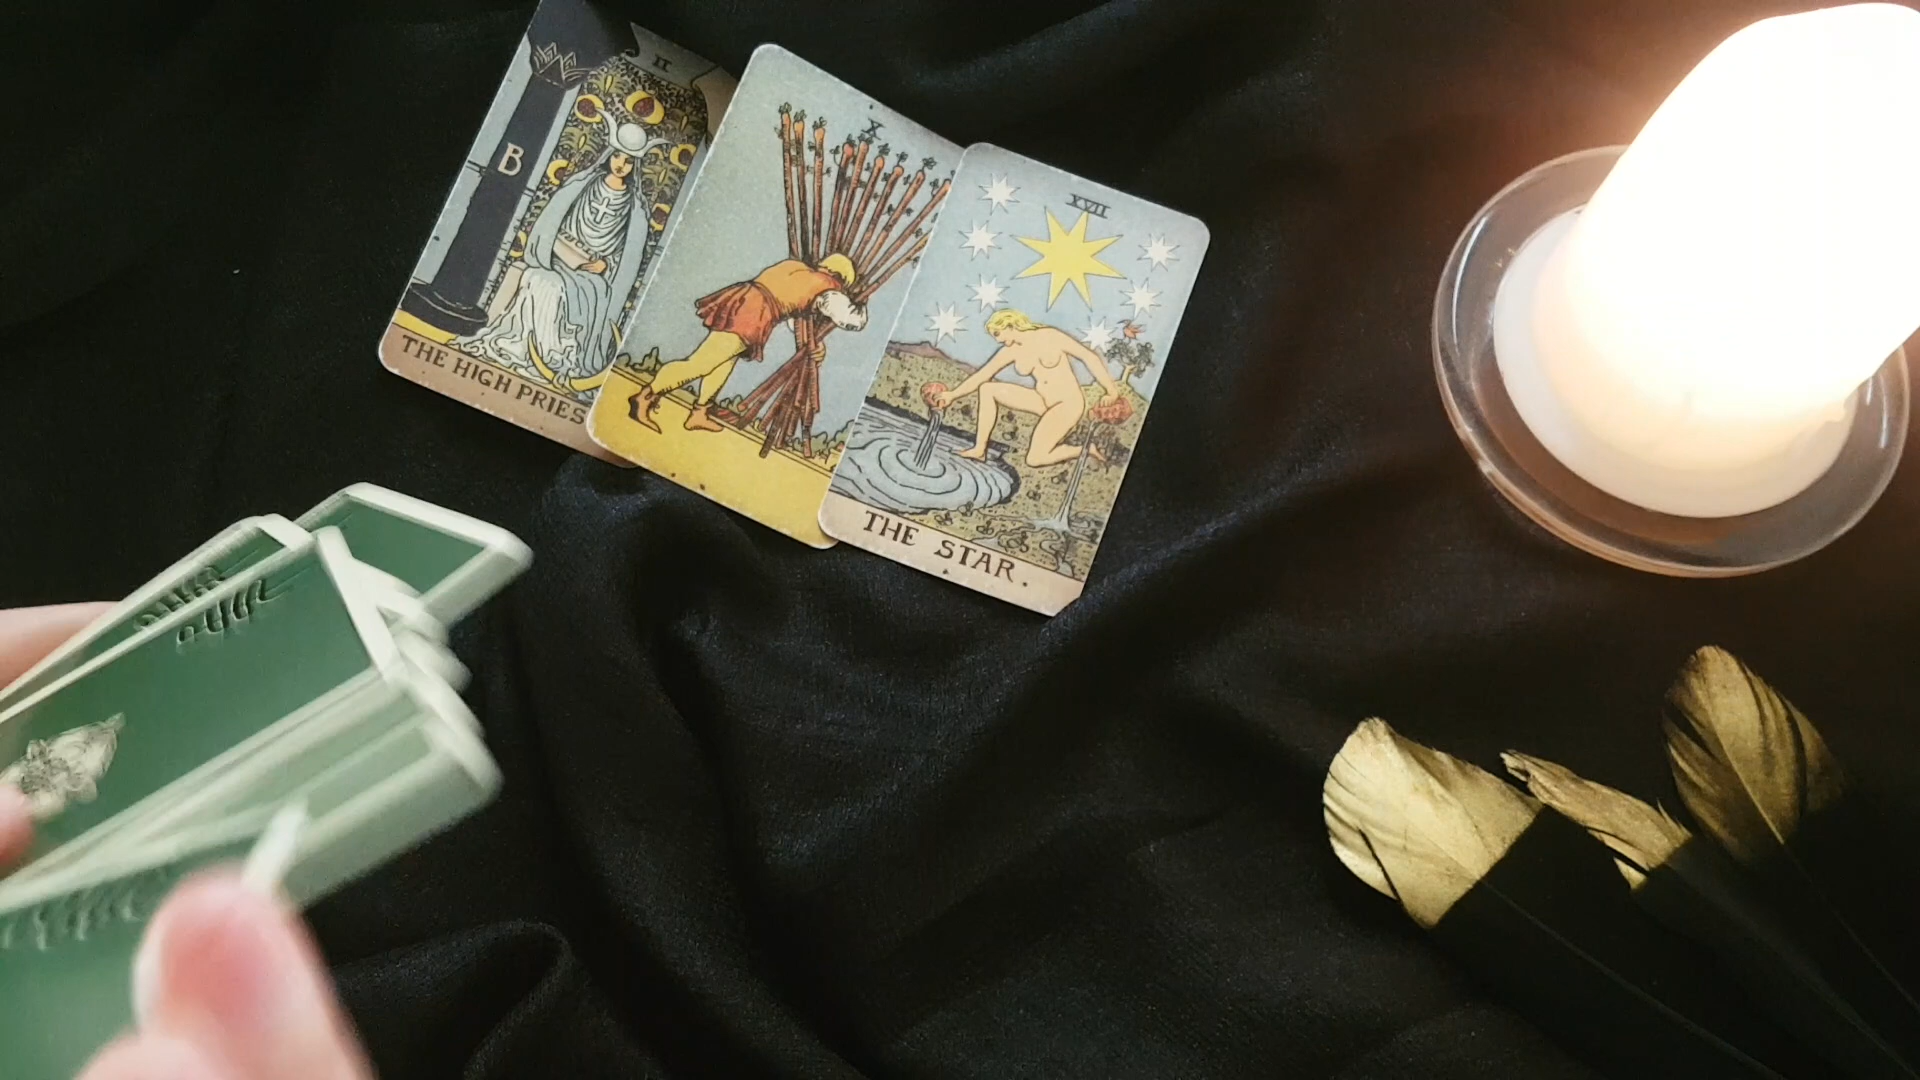 II
B
THE HIGH PRIES
X
XVII
THE STAR.